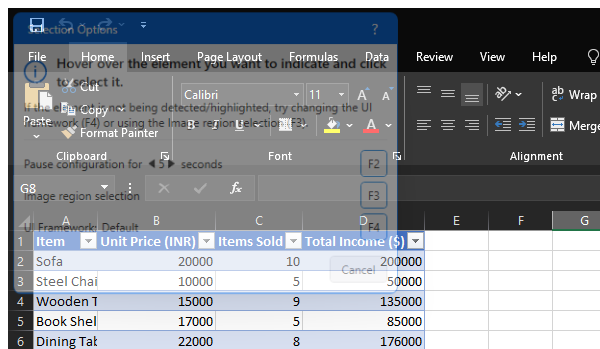 Selection Options ?
File Home Insert Page Layout Formulas Data Review View Help
Hover over the element you want to indicate and click
to select it.
Cut
Copy
Paste
Format Painter
Calibri 11 A A
B I U A
ab Wrap
Merge
If the element is not being detected/highlighted, try changing the UI
framework (F4) or using the Image region selection (F3).
Clipboard Font Alignment
Pause configuration for 5 seconds F2
G8 fx
Image region selection F3
UI Framework: Default F4
A B C D E F G
1 Item Unit Price (INR) Items Sold Total Income ($)
2 Sofa 20000 10 200000
Cancel
3 Steel Chai 10000 5 50000
4 Wooden T 15000 9 135000
5 Book Shel 17000 5 85000
6 Dining Tab 22000 8 176000